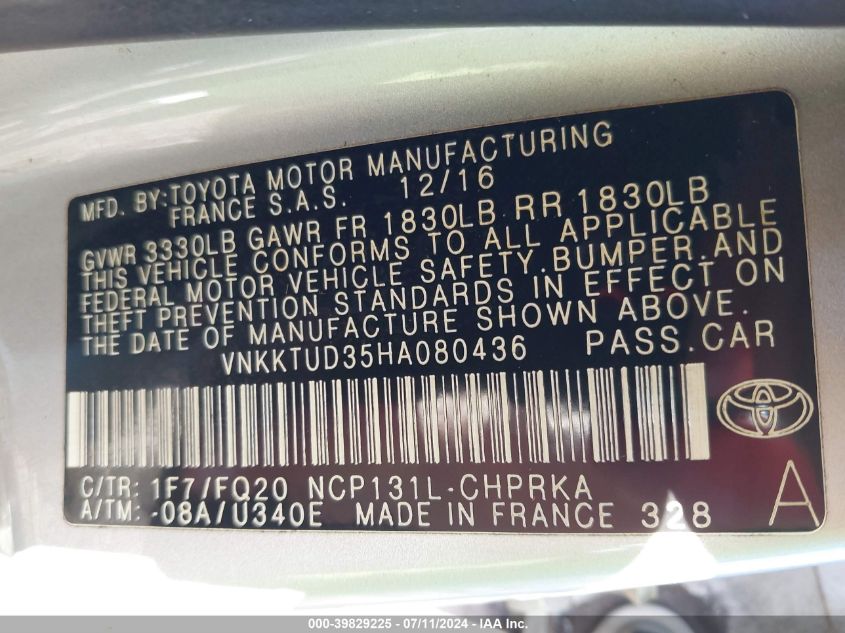 MFD. BY:TOYOTA MOTOR MANUFACTURING
FRANCE S.A.S. 12/16
GVWR 3330LB GAWR FR 1830LB RR 1830LB
THIS VEHICLE CONFORMS TO ALL APPLICABLE
FEDERAL MOTOR VEHICLE SAFETY,BUMPER,AND
THEFT PREVENTION STANDARDS IN EFFECT ON
THE DATE OF MANUFACTURE SHOWN ABOVE.
VNKKTUD35HA080436 PASS.CAR
C/TR: 1F7/FQ20 NCP131L-CHPRKA
A/TM: -08A/U340E MADE IN FRANCE 328
A
000-39829225 - 07/11/2024 - IAA Inc.